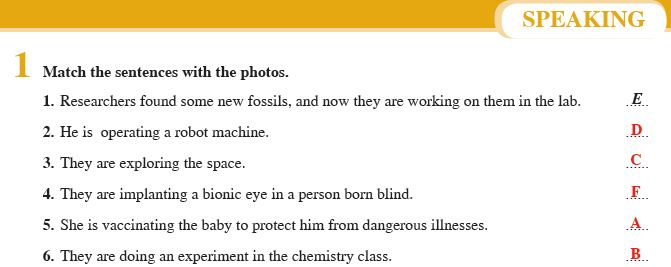 SPEAKING
1 Match the sentences with the photos.
1. Researchers found some new fossils, and now they are working on them in the lab. ..E..
2. He is operating a robot machine. ..D..
3. They are exploring the space. ..C..
4. They are implanting a bionic eye in a person born blind. ..F..
5. She is vaccinating the baby to protect him from dangerous illnesses. ..A..
6. They are doing an experiment in the chemistry class. ..B..